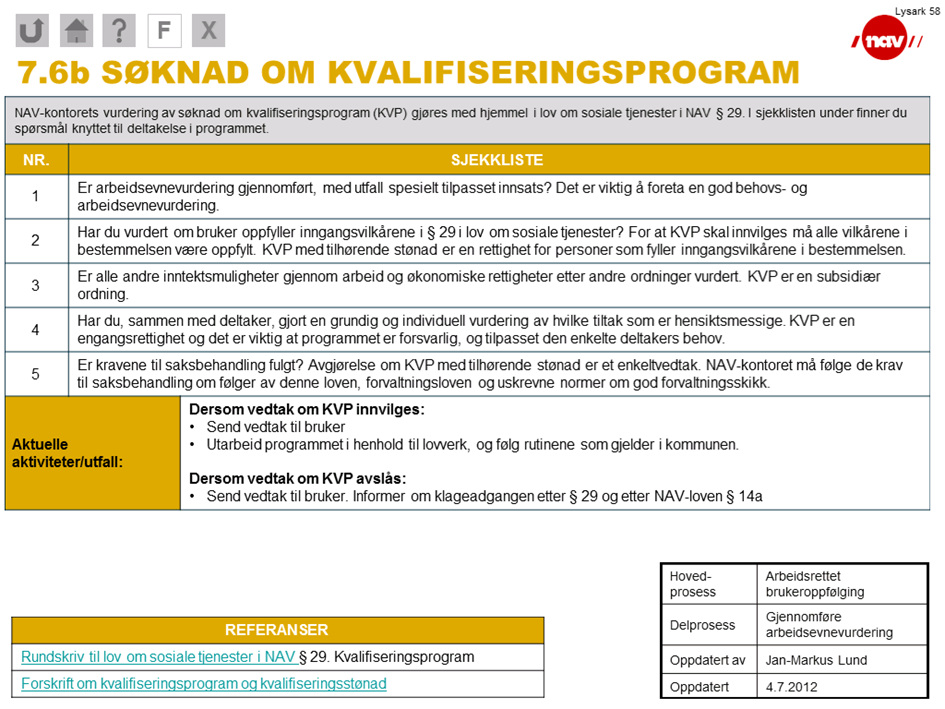 Lysark 58
? F X
nav
7.6b SØKNAD OM KVALIFISERINGSPROGRAM
NAV-kontorets vurdering av søknad om kvalifiseringsprogram (KVP) gjøres med hjemmel i lov om sosiale tjenester i NAV § 29. I sjekklisten under finner du
spørsmål knyttet til deltakelse i programmet.
NR. SJEKKLISTE
1 Er arbeidsevnevurdering gjennomført, med utfall spesielt tilpasset innsats? Det er viktig å foreta en god behovs- og
arbeidsevnevurdering.
2 Har du vurdert om bruker oppfyller inngangsvilkårene i § 29 i lov om sosiale tjenester? For at KVP skal innvilges må alle vilkårene i
bestemmelsen være oppfylt. KVP med tilhørende stønad er en rettighet for personer som fyller inngangsvilkårene i bestemmelsen.
3 Er alle andre inntektsmuligheter gjennom arbeid og økonomiske rettigheter etter andre ordninger vurdert. KVP er en subsidiær
ordning.
4 Har du, sammen med deltaker, gjort en grundig og individuell vurdering av hvilke tiltak som er hensiktsmessige. KVP er en
engangsrettighet og det er viktig at programmet er forsvarlig, og tilpasset den enkelte deltakers behov.
5 Er kravene til saksbehandling fulgt? Avgjørelse om KVP med tilhørende stønad er et enkeltvedtak. NAV-kontoret må følge de krav
til saksbehandling om følger av denne loven, forvaltningsloven og uskrevne normer om god forvaltningsskikk.
Aktuelle
aktiviteter/utfall:
Dersom vedtak om KVP innvilges:
• Send vedtak til bruker
• Utarbeid programmet i henhold til lovverk, og følg rutinene som gjelder i kommunen.
Dersom vedtak om KVP avslås:
• Send vedtak til bruker. Informer om klageadgangen etter § 29 og etter NAV-loven § 14a
REFERANSER
Rundskriv til lov om sosiale tjenester i NAV § 29. Kvalifiseringsprogram
Forskrift om kvalifiseringsprogram og kvalifiseringsstønad
Hoved-
prosess
Arbeidsrettet
brukeroppfølging
Delprosess
Gjennomføre
arbeidsevnevurdering
Oppdatert av Jan-Markus Lund
Oppdatert 4.7.2012